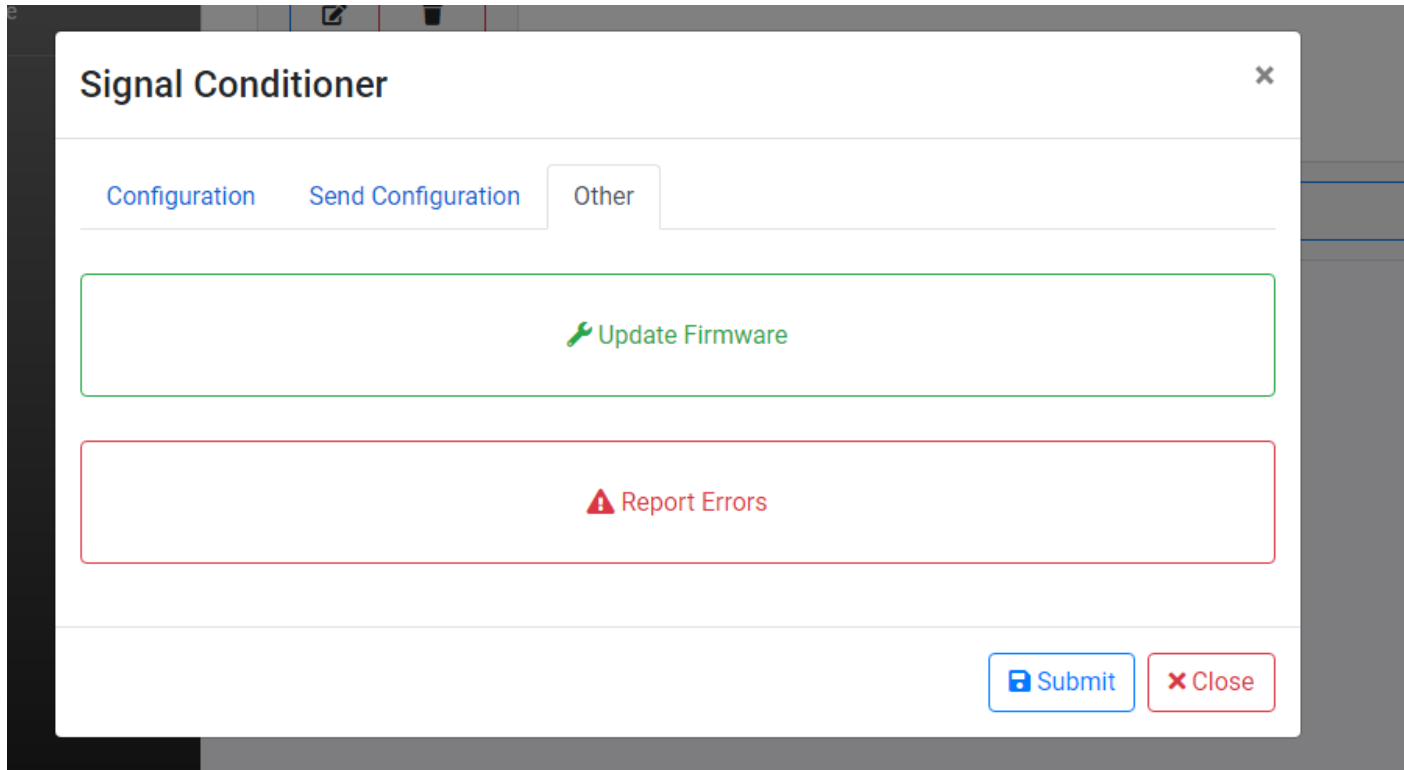 e
Signal Conditioner
×
Configuration Send Configuration Other
Update Firmware
Report Errors
Submit Close